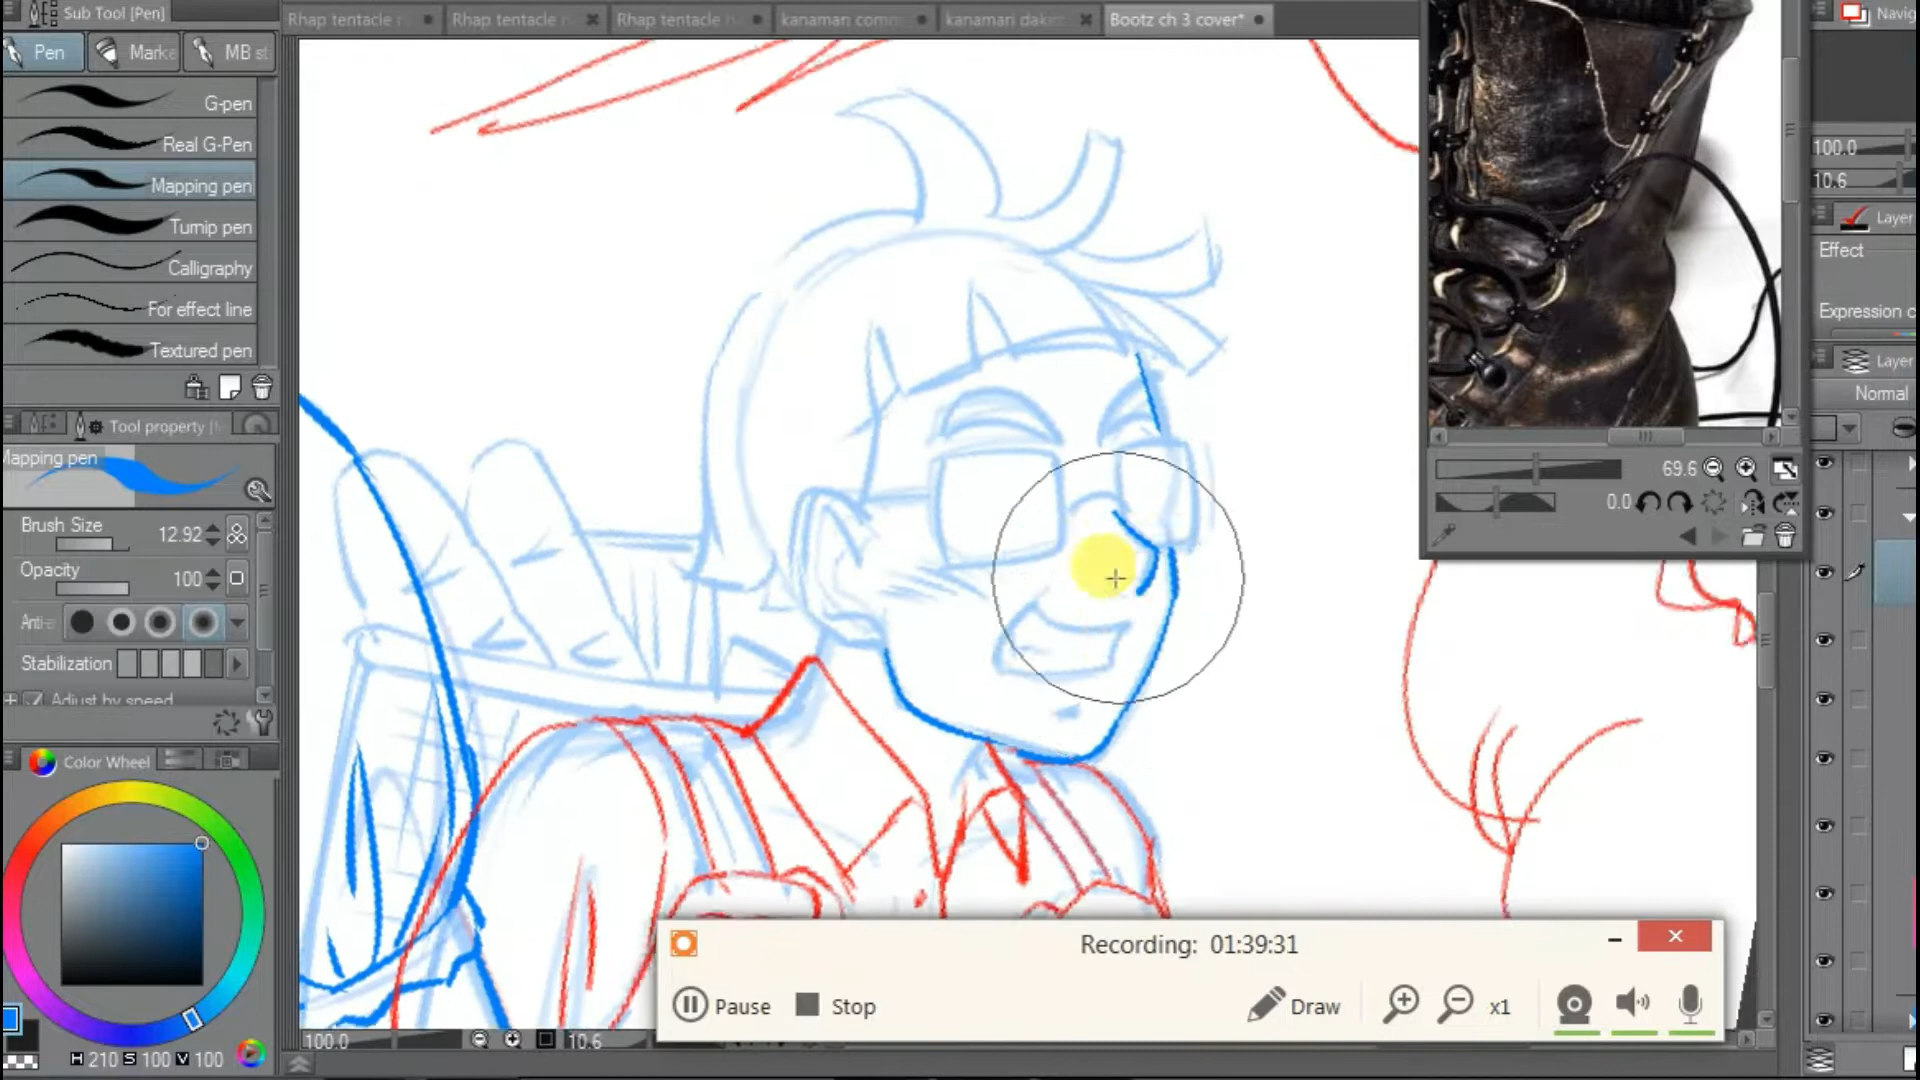 Sub Tool [Pen]
Rhap tentacle
Rhap tentacle
Rhap tentacle
kanaman com
kanamari daki
Bootz ch 3 cover*
Navig
Pen
Marke
MB st
G-pen
Real G-Pen
Mapping pen
Turnip pen
Calligraphy
For effect line
Textured pen
Tool property [
Mapping pen
Brush Size
12.92
Opacity
100
Anti-
Stabilization
Adjust by speed
Color Wheel
H 210 S 100 V 100
100.0
10.6
69.6
0.0
100.0
10.6
Layer
Effect
Expression c
Layer
Normal
Recording: 01:39:31
Pause
Stop
Draw
x1